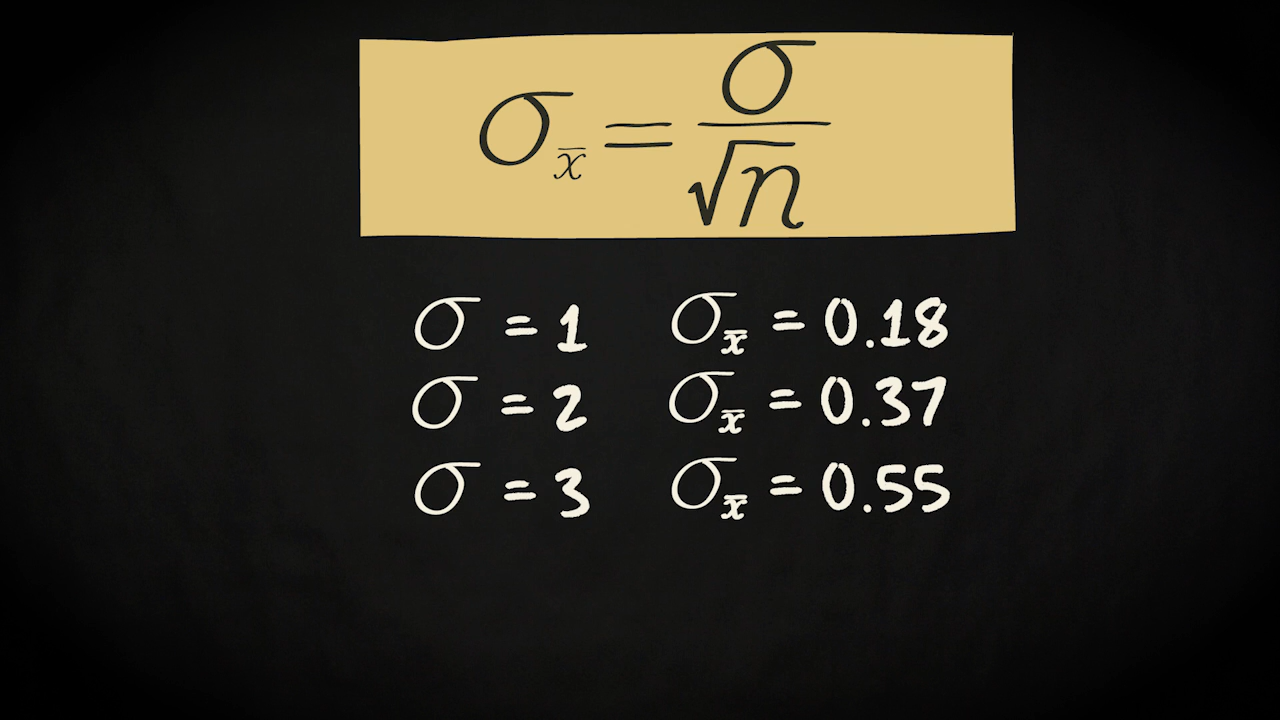 σx̄ = σ/√n
σ = 1 σx̄ = 0.18
σ = 2 σx̄ = 0.37
σ = 3 σx̄ = 0.55